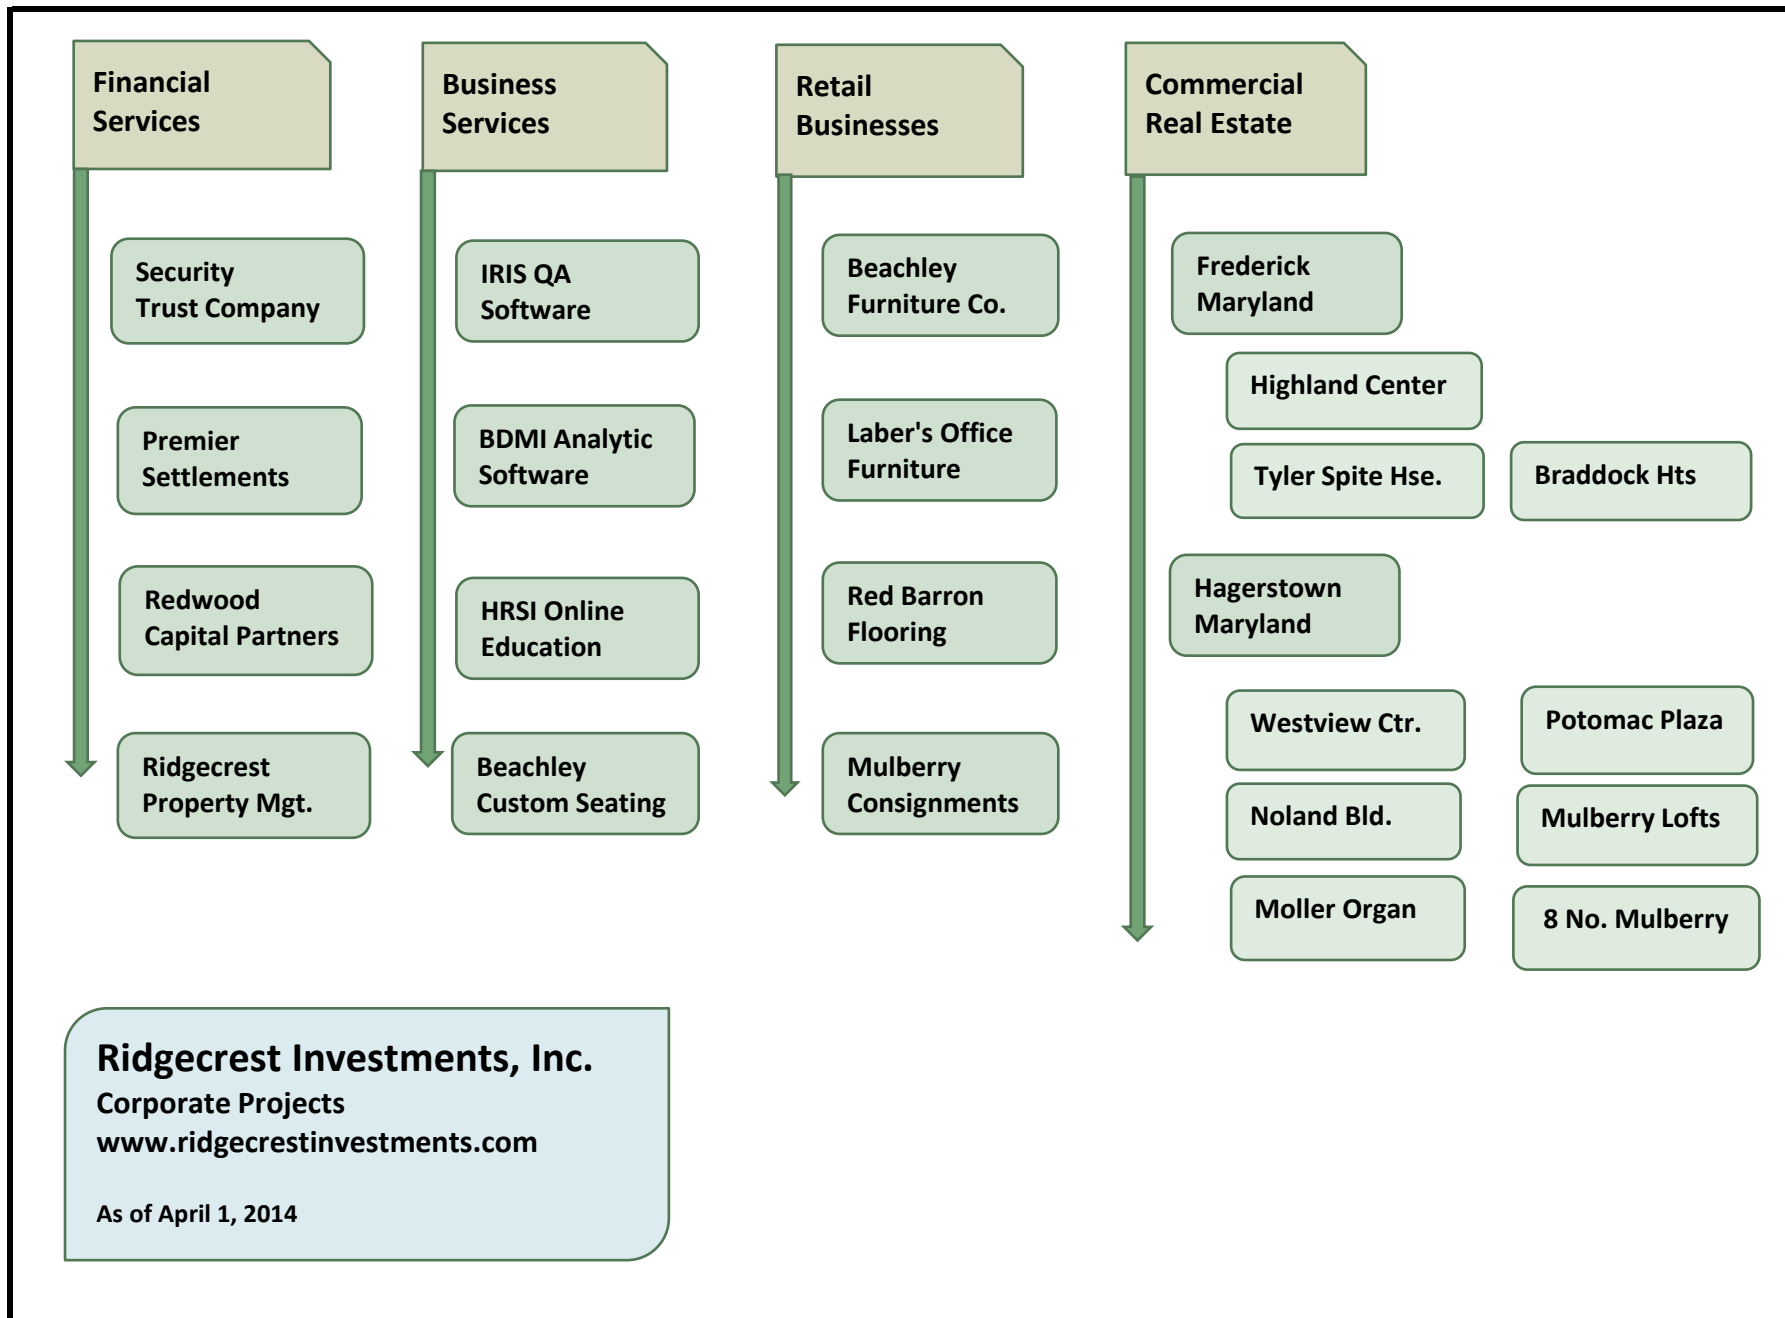 Financial
Services
Security
Trust Company
Premier
Settlements
Redwood
Capital Partners
Ridgecrest
Property Mgt.
Business
Services
IRIS QA
Software
BDMI Analytic
Software
HRSI Online
Education
Beachley
Custom Seating
Retail
Businesses
Beachley
Furniture Co.
Laber's Office
Furniture
Red Barron
Flooring
Mulberry
Consignments
Commercial
Real Estate
Frederick
Maryland
Highland Center
Tyler Spite Hse.
Braddock Hts
Hagerstown
Maryland
Westview Ctr.
Potomac Plaza
Noland Bld.
Mulberry Lofts
Moller Organ
8 No. Mulberry
Ridgecrest Investments, Inc.
Corporate Projects
www.ridgecrestinvestments.com
As of April 1, 2014